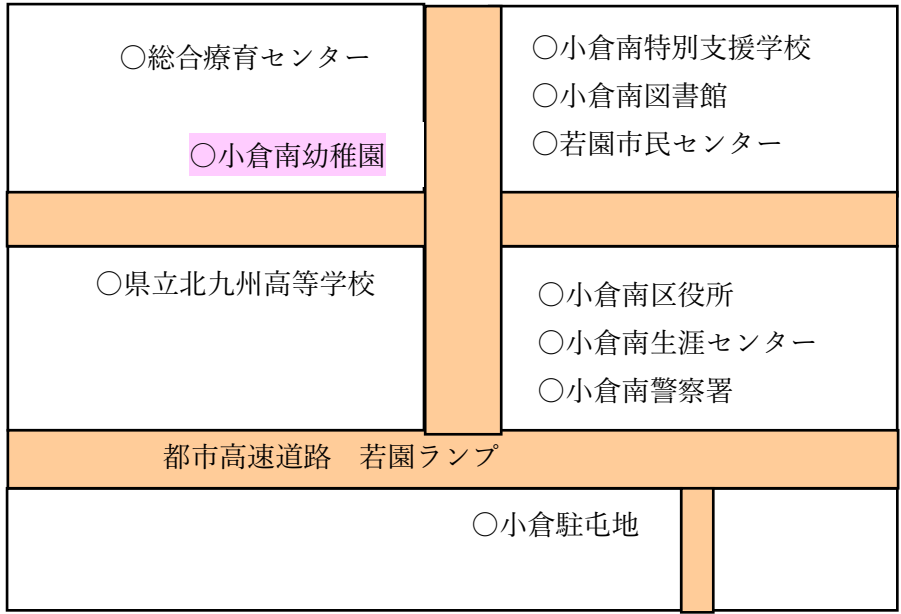 ○総合療育センター
○小倉南幼稚園
○小倉南特別支援学校
○小倉南図書館
○若園市民センター
○県立北九州高等学校
○小倉南区役所
○小倉南生涯センター
○小倉南警察署
都市高速道路　若園ランプ
○小倉駐屯地